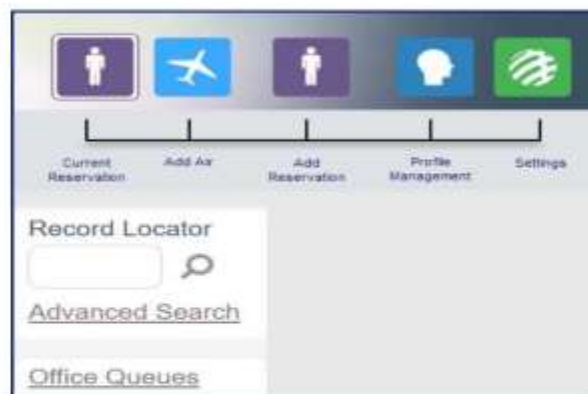 Current Reservation
Add Air
Add Reservation
Profile Management
Settings
Record Locator
Advanced Search
Office Queues